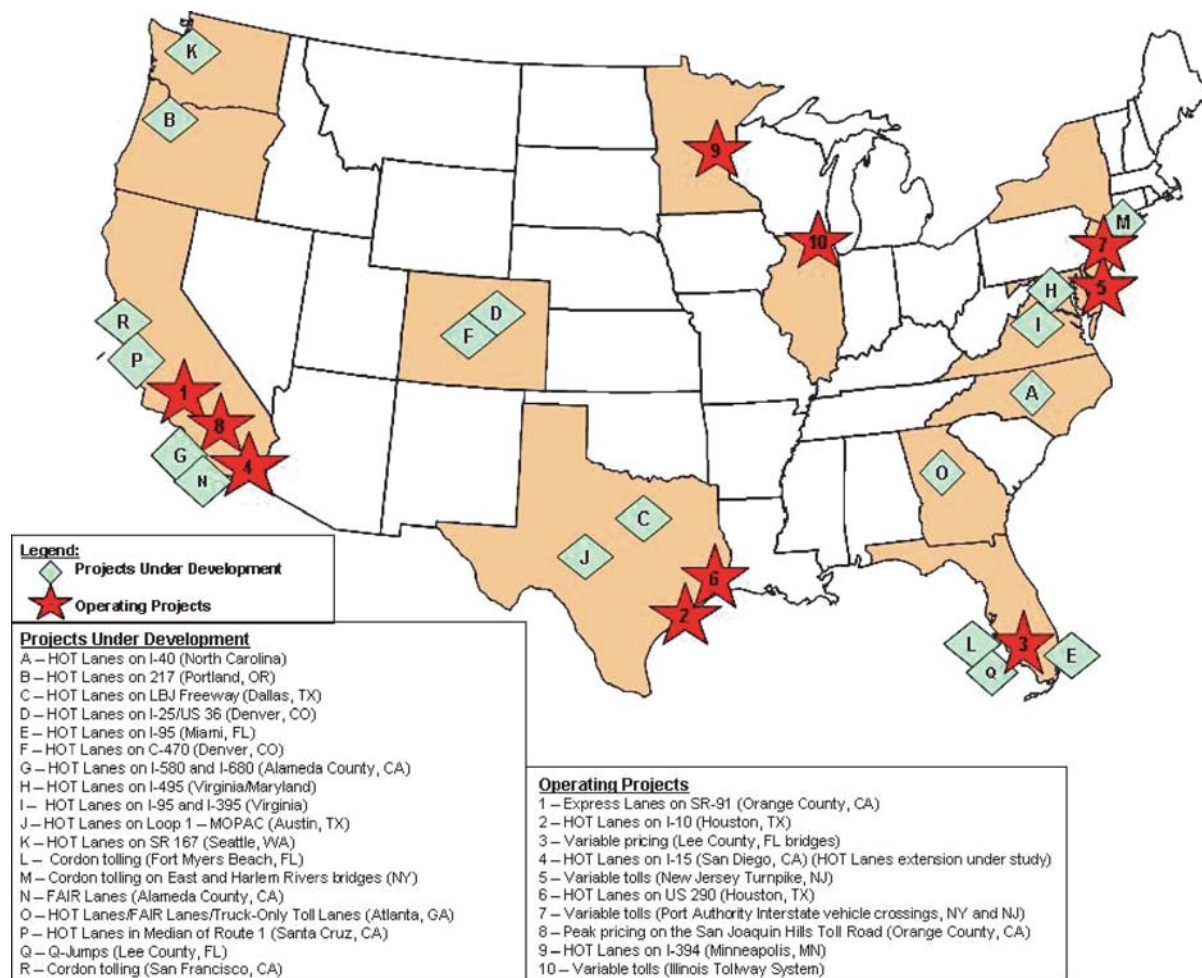 K
B
9
10
M
7
5
H
I
D
F
R
P
1
8
G
4
N
A
O
C
J
6
2
L
3
E
Q
Legend:
Projects Under Development
Operating Projects
Projects Under Development
A – HOT Lanes on I-40 (North Carolina)
B – HOT Lanes on 217 (Portland, OR)
C – HOT Lanes on LBJ Freeway (Dallas, TX)
D – HOT Lanes on I-25/US 36 (Denver, CO)
E – HOT Lanes on I-95 (Miami, FL)
F – HOT Lanes on C-470 (Denver, CO)
G – HOT Lanes on I-580 and I-680 (Alameda County, CA)
H – HOT Lanes on I-495 (Virginia/Maryland)
I – HOT Lanes on I-95 and I-395 (Virginia)
J – HOT Lanes on Loop 1 – MOPAC (Austin, TX)
K – HOT Lanes on SR 167 (Seattle, WA)
L – Cordon tolling (Fort Myers Beach, FL)
M – Cordon tolling on East and Harlem Rivers bridges (NY)
N – FAIR Lanes (Alameda County, CA)
O – HOT Lanes/FAIR Lanes/Truck-Only Toll Lanes (Atlanta, GA)
P – HOT Lanes in Median of Route 1 (Santa Cruz, CA)
Q – Q-Jumps (Lee County, FL)
R – Cordon tolling (San Francisco, CA)
Operating Projects
1 – Express Lanes on SR-91 (Orange County, CA)
2 – HOT Lanes on I-10 (Houston, TX)
3 – Variable pricing (Lee County, FL bridges)
4 – HOT Lanes on I-15 (San Diego, CA) (HOT Lanes extension under study)
5 – Variable tolls (New Jersey Turnpike, NJ)
6 – HOT Lanes on US 290 (Houston, TX)
7 – Variable tolls (Port Authority Interstate vehicle crossings, NY and NJ)
8 – Peak pricing on the San Joaquin Hills Toll Road (Orange County, CA)
9 – HOT Lanes on I-394 (Minneapolis, MN)
10 – Variable tolls (Illinois Tollway System)